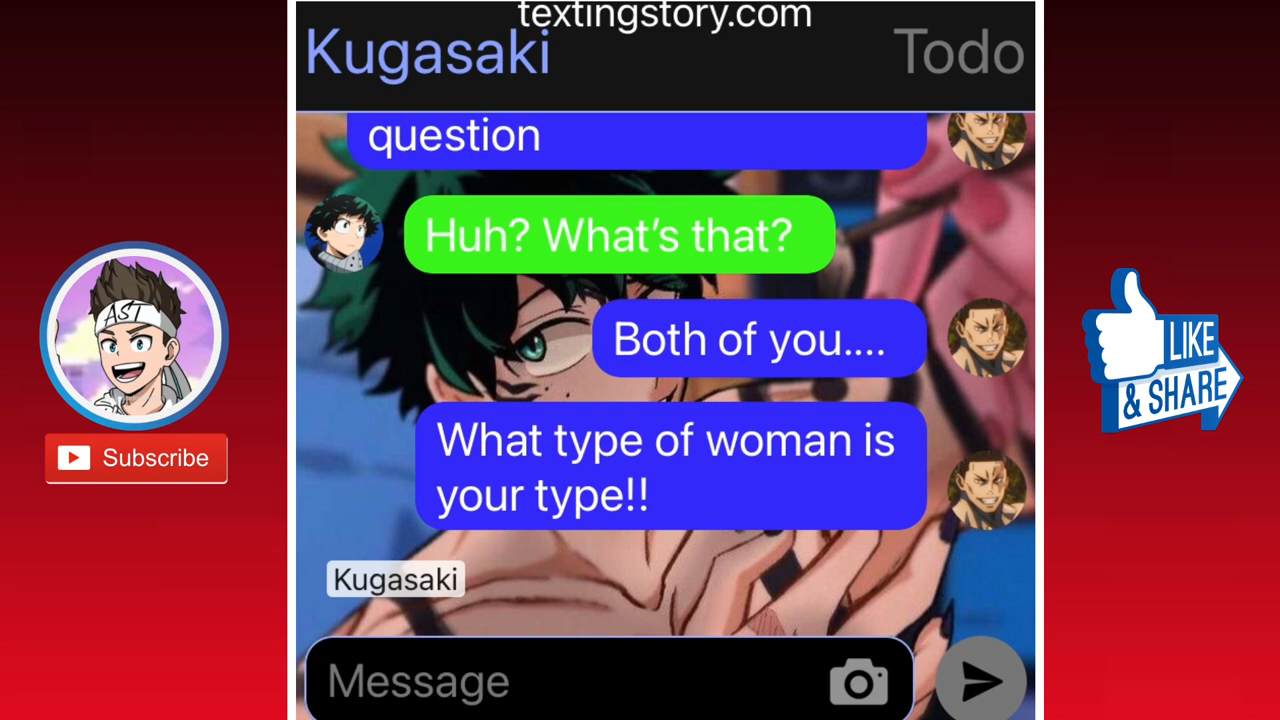 textingstory.com
Kugasaki
Todo
question
Huh? What’s that?
Both of you....
What type of woman is
your type!!
Kugasaki
Message
AST
Subscribe
LIKE
& SHARE